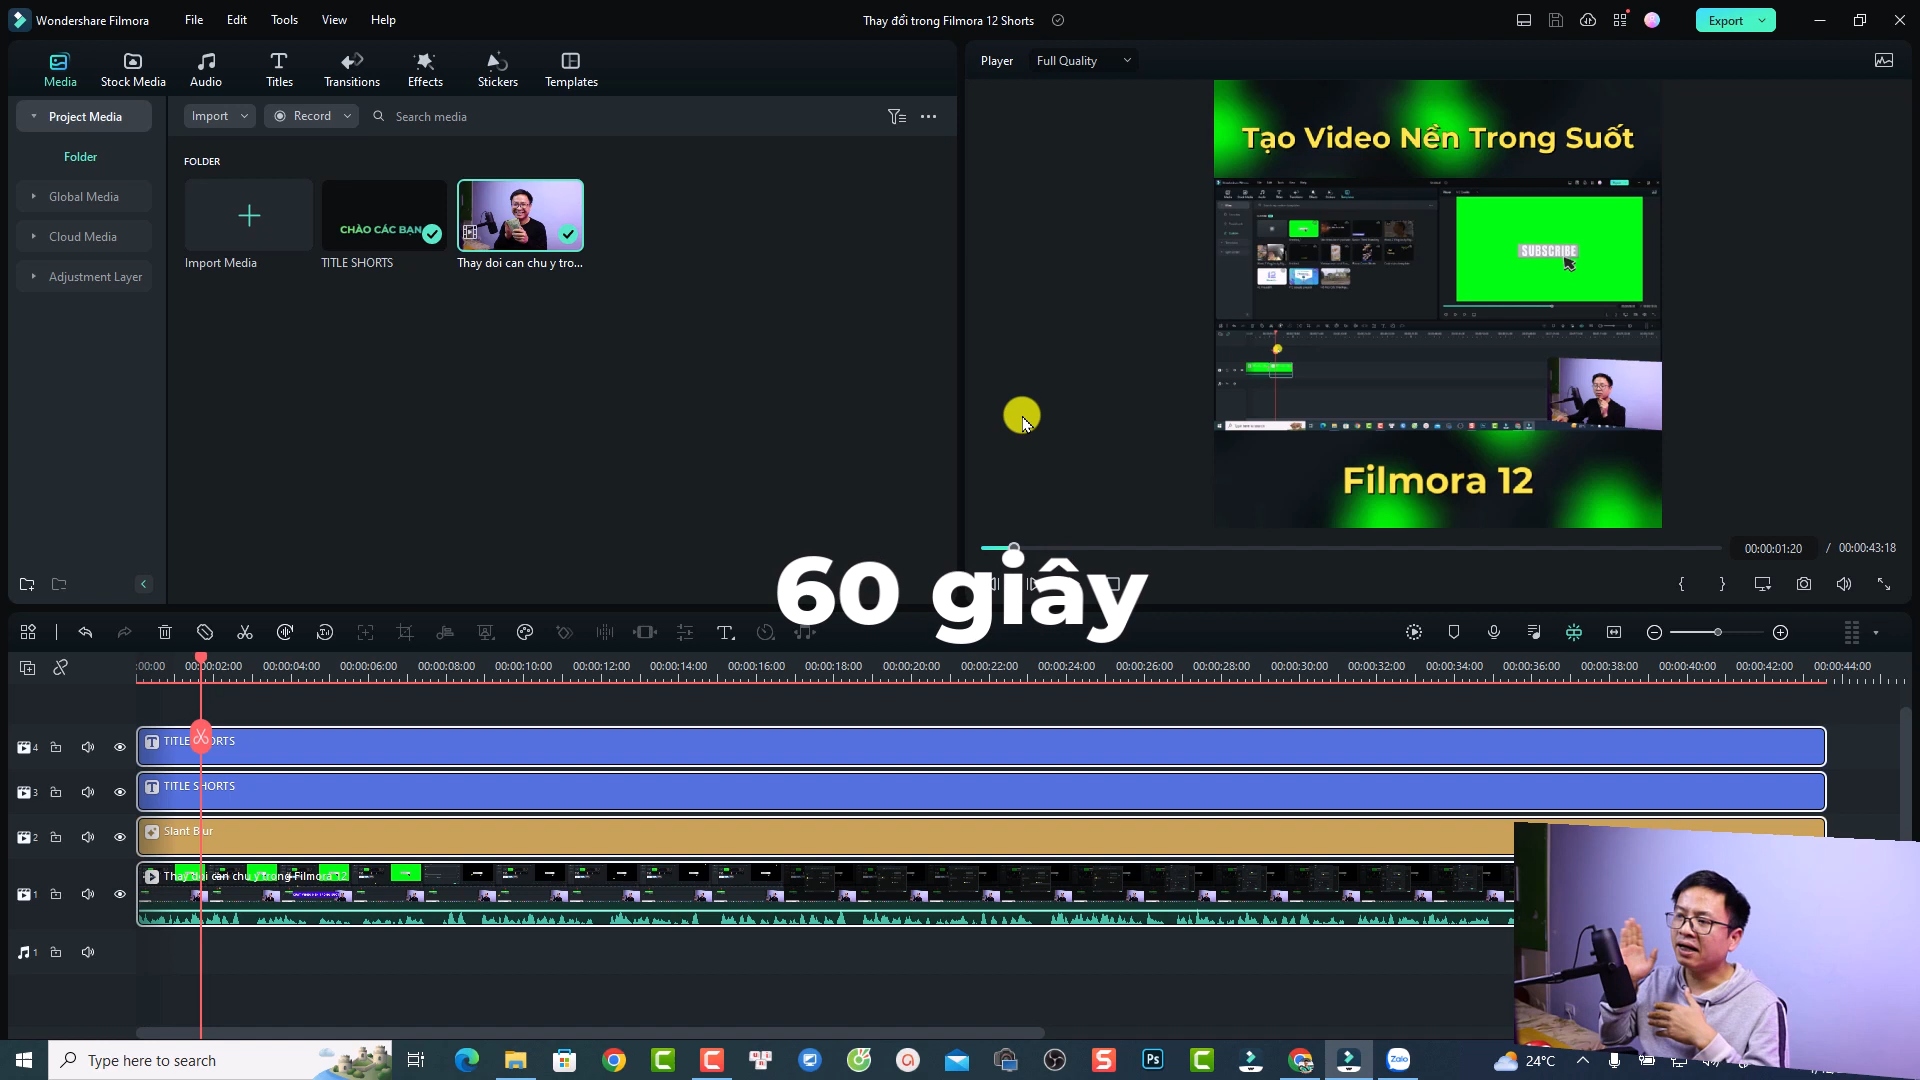 Wondershare Filmora
File
Edit
Tools
View
Help
Thay đổi trong Filmora 12 Shorts
Export
Media
Stock Media
Audio
Titles
Transitions
Effects
Stickers
Templates
Player
Full Quality
Project Media
Import
Record
Search media
Folder
FOLDER
Global Media
Cloud Media
Adjustment Layer
CHÀO CÁC BẠN
Import Media
TITLE SHORTS
Thay doi can chu y tro...
Tạo Video Nền Trong Suốt
SUBSCRIBE
Filmora 12
00:00:01:20 / 00:00:43:18
60 giây
:00:00 00:00:02:00 00:00:04:00 00:00:06:00 00:00:08:00 00:00:10:00 00:00:12:00 00:00:14:00 00:00:16:00 00:00:18:00 00:00:20:00 00:00:22:00 00:00:24:00 00:00:26:00 00:00:28:00 00:00:30:00 00:00:32:00 00:00:34:00 00:00:36:00 00:00:38:00 00:00:40:00 00:00:42:00 00:00:44:00
4
TITLE SHORTS
3
TITLE SHORTS
2
Slant Blur
1
Thay doi can chu y trong Filmora 12
1
Type here to search
Ps
Zalo
24°C